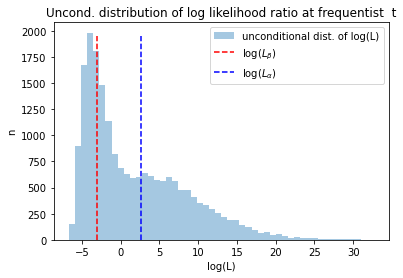 Uncond. distribution of log likelihood ratio at frequentist t
2000
1750
1500
1250
1000
750
500
250
0
n
unconditional dist. of log(L)
log(L_β)
log(L_α)
−5 0 5 10 15 20 25 30
log(L)